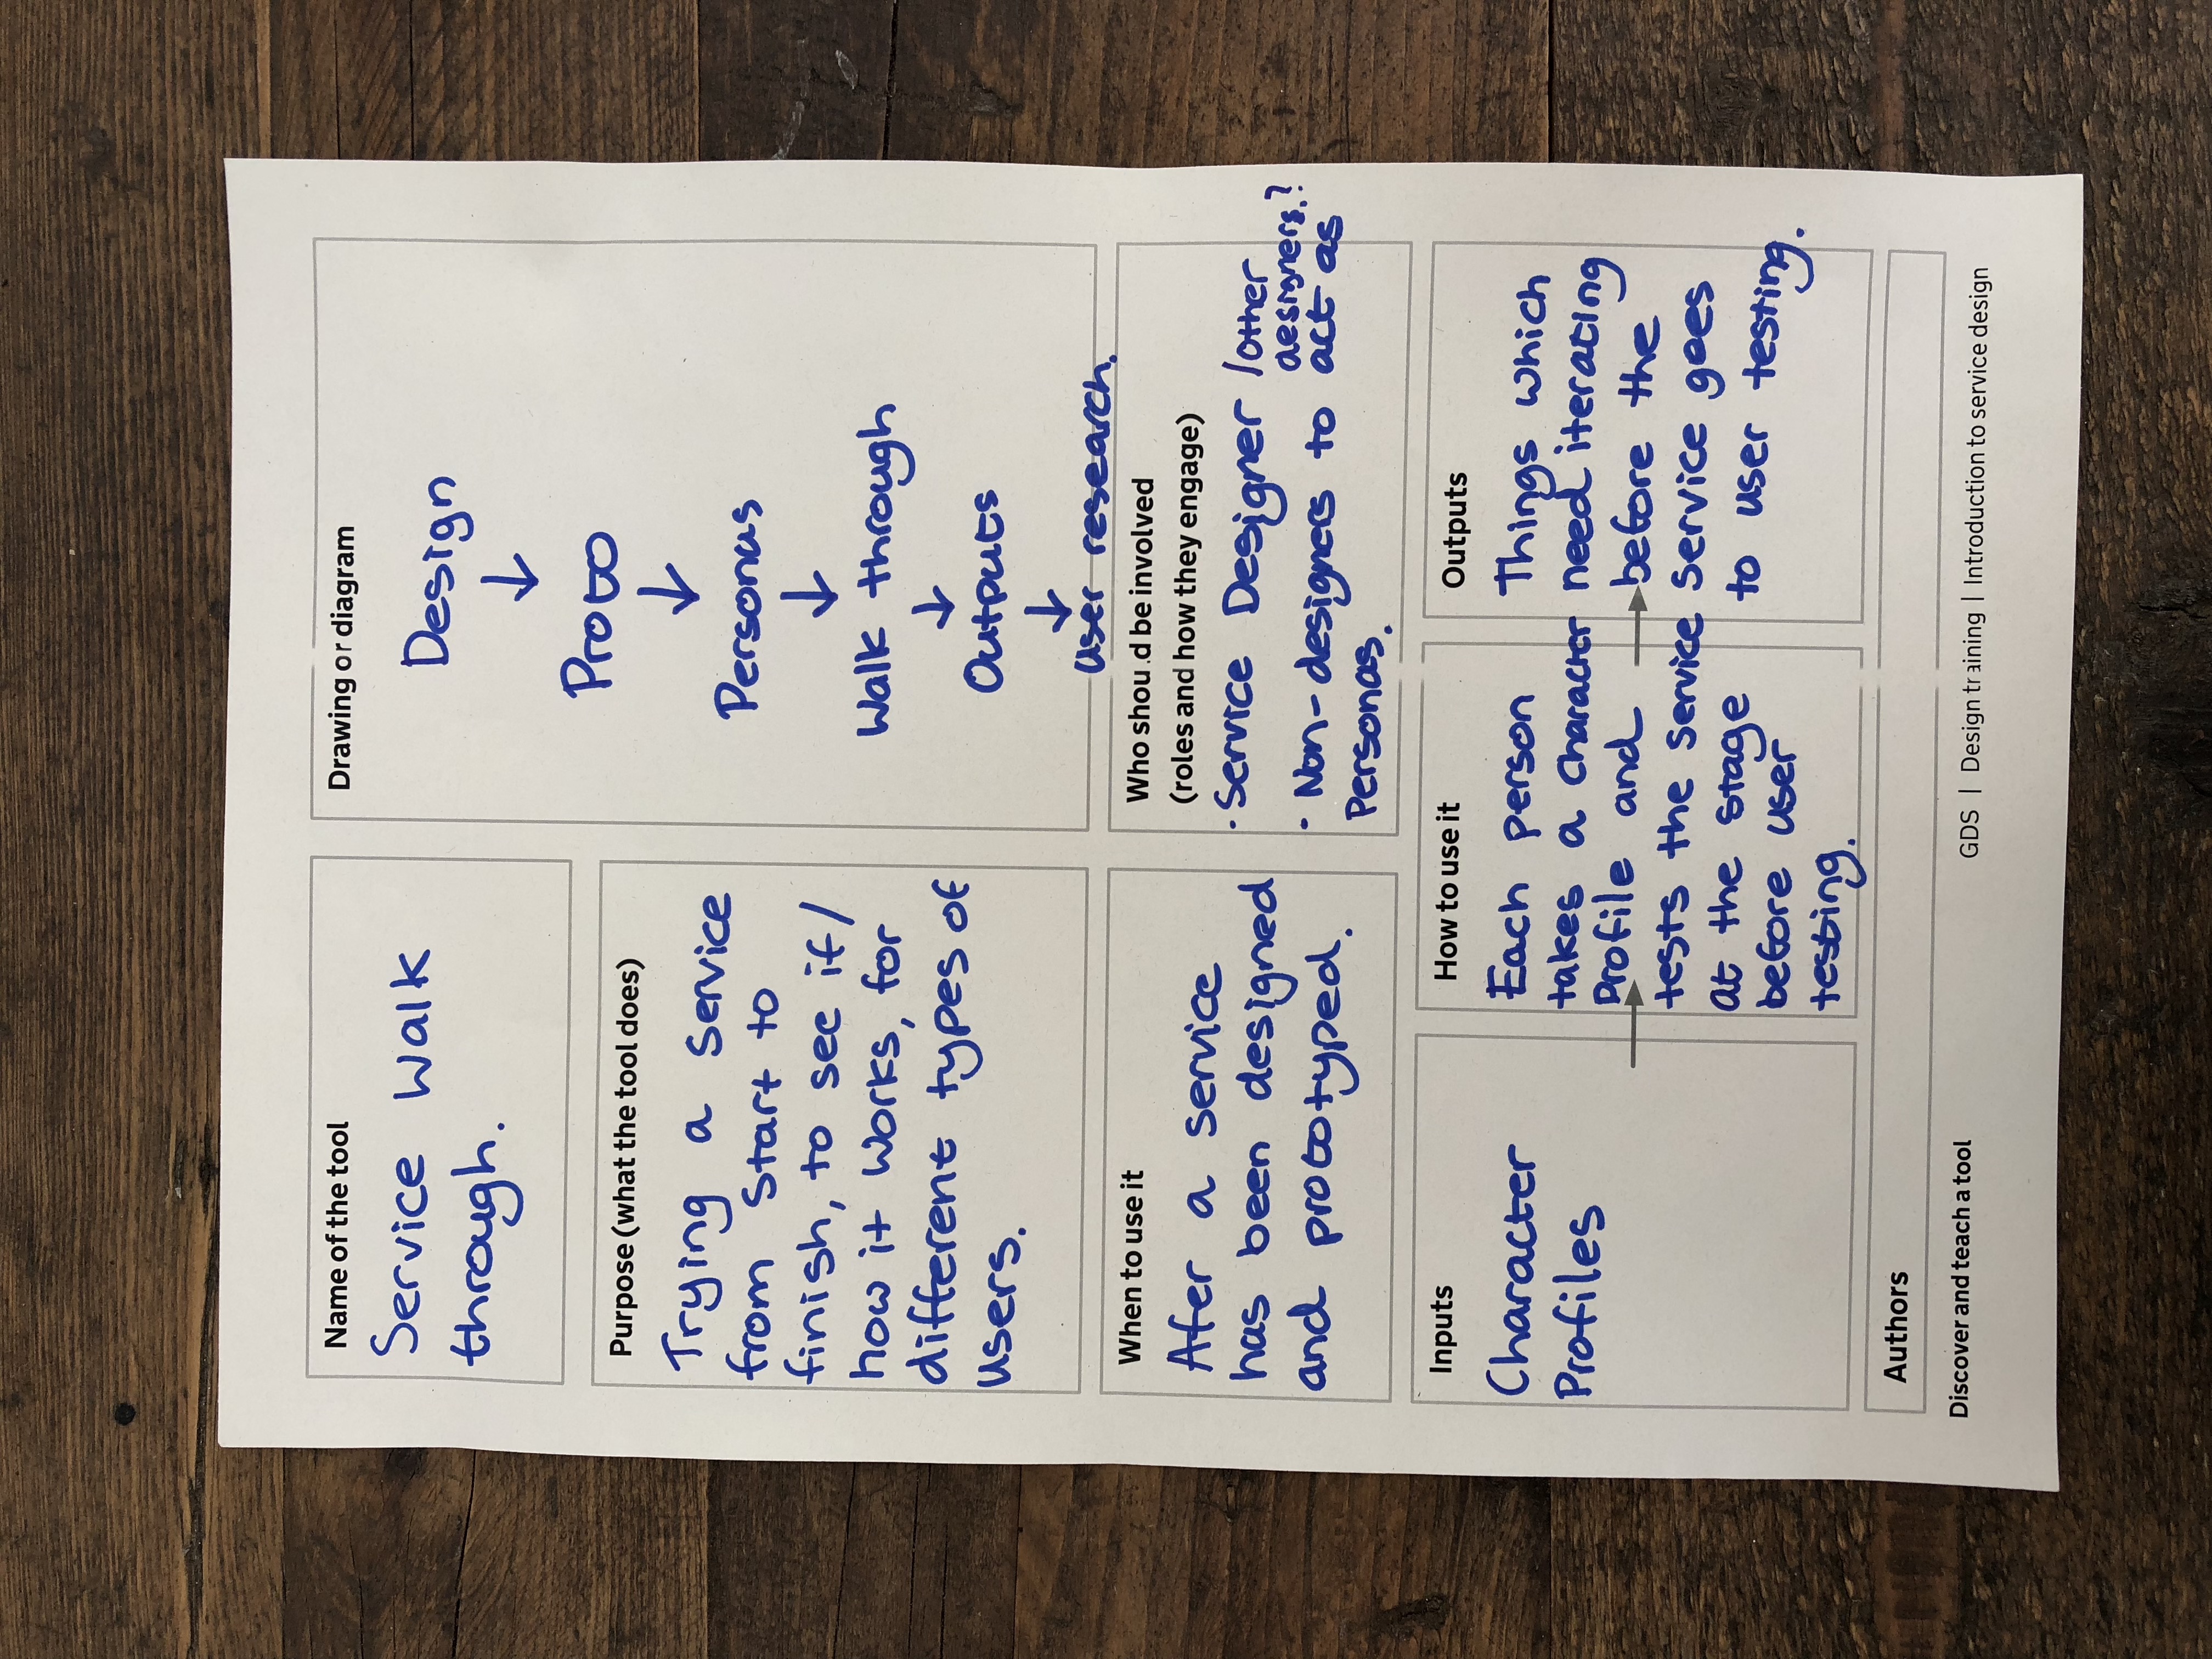 Name of the tool
Service walk
through.
Purpose (what the tool does)
Trying a service
from start to
finish, to see if/
how it works, for
different types of
users.
Drawing or diagram
Design
↓
Proto
↓
Personas
↓
Walk through
↓
Outputs
↓
User research.
When to use it
Afer a service
has been designed
and prototyped.
Who shou.d be involved
(roles and how they engage)
· Service Designer /other
designers.?
· Non-designers to act as
Personas.
Inputs
Character
Profiles
How to use it
Each person
takes a character
Profile and
tests the service
at the stage
before user
testing.
Outputs
Things which
need iterating
before the
service goes
to user testing.
Authors
Discover and teach a tool
GDS | Design training | Introduction to service design